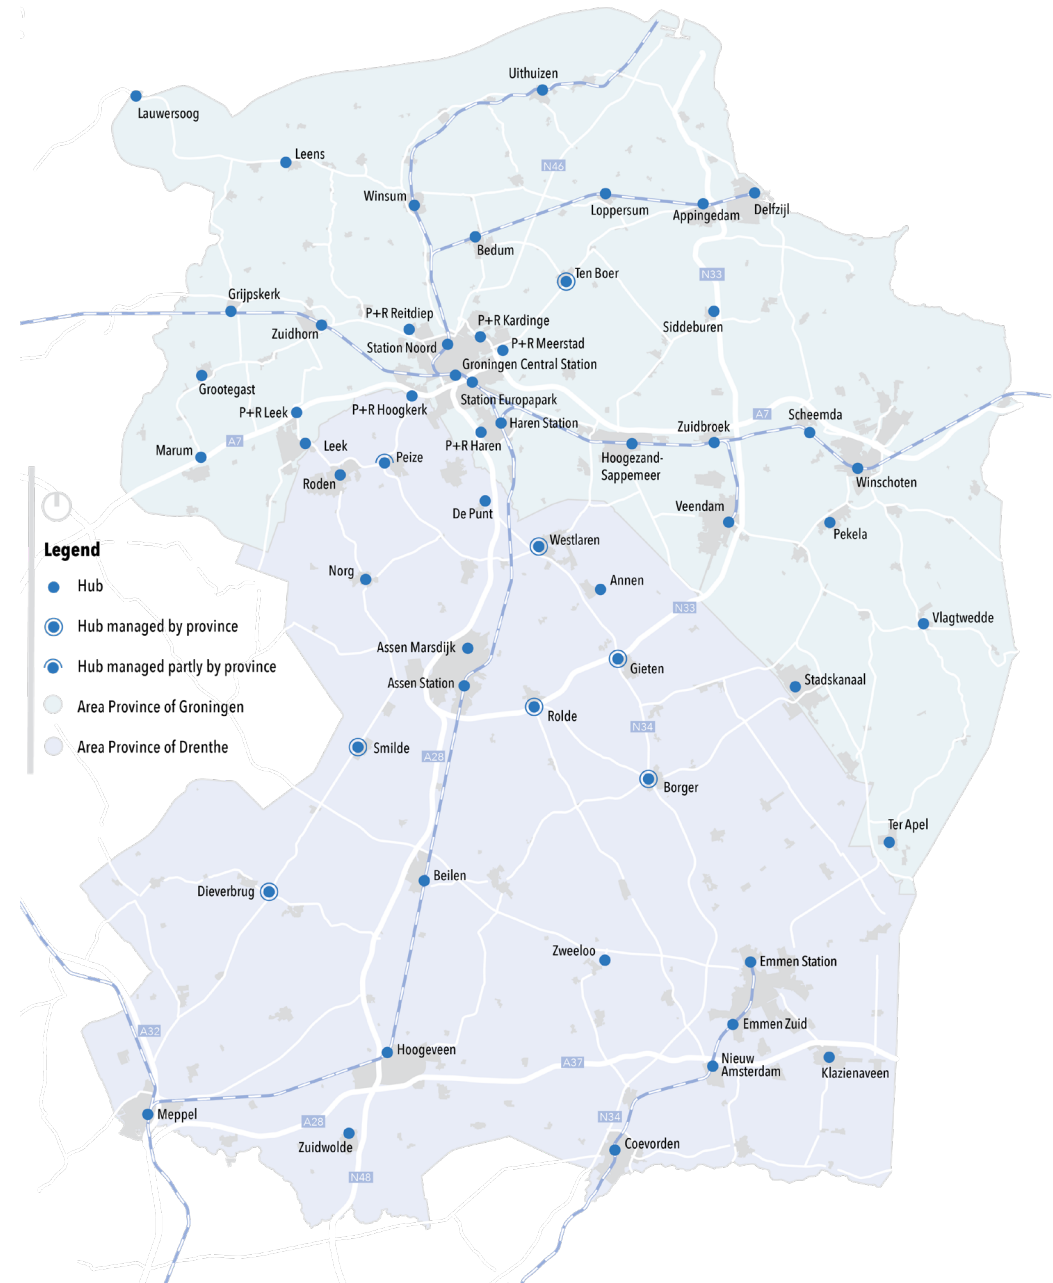 Uithuizen
Lauwersoog
Leens
N46
Winsum
Loppersum
Appingedam
Delfzijl
Bedum
Ten Boer
N33
Grijpskerk
P+R Reitdiep
P+R Kardinge
Siddeburen
Zuidhorn
Station Noord
P+R Meerstad
Groningen Central Station
Grootegast
Station Europapark
P+R Leek
P+R Hoogkerk
A7
Scheemda
Haren Station
Zuidbroek
A7
Leek
P+R Haren
Marum
Peize
Hoogezand-
Sappemeer
Roden
Winschoten
De Punt
Veendam
Pekela
Westlaren
Legend
Norg
Annen
Hub
N33
Vlagtwedde
Hub managed by province
Assen Marsdijk
Hub managed partly by province
Gieten
Assen Station
Stadskanaal
Area Province of Groningen
Rolde
N34
Area Province of Drenthe
Smilde
A28
Borger
Ter Apel
Beilen
Dieverbrug
Zweeloo
Emmen Station
A32
Emmen Zuid
Hoogeveen
A37
Nieuw
Amsterdam
Klazienaveen
Meppel
A28
N34
Zuidwolde
Coevorden
N48